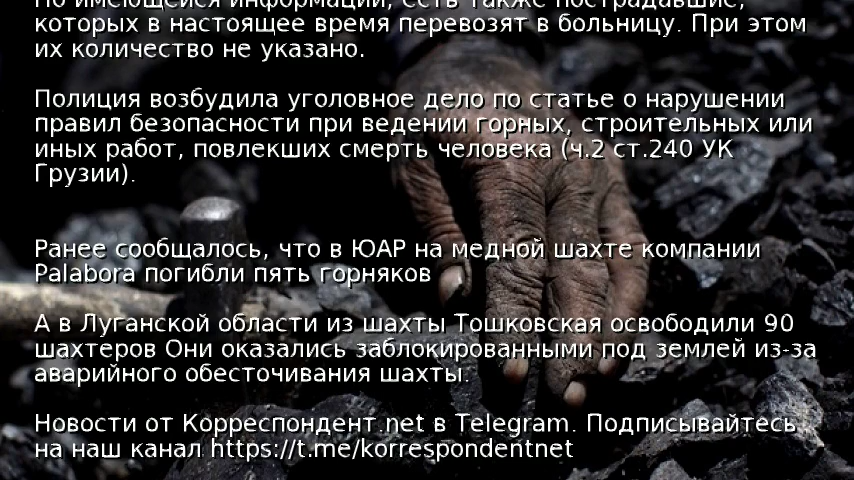 По имеющейся информации, есть также пострадавшие,
которых в настоящее время перевозят в больницу. При этом
их количество не указано.
Полиция возбудила уголовное дело по статье о нарушении
правил безопасности при ведении горных, строительных или
иных работ, повлекших смерть человека (ч.2 ст.240 УК
Грузии).
Ранее сообщалось, что в ЮАР на медной шахте компании
Palabora погибли пять горняков
А в Луганской области из шахты Тошковская освободили 90
шахтеров Они оказались заблокированными под землей из-за
аварийного обесточивания шахты.
Новости от Корреспондент.net в Telegram. Подписывайтесь
на наш канал https://t.me/korrespondentnet